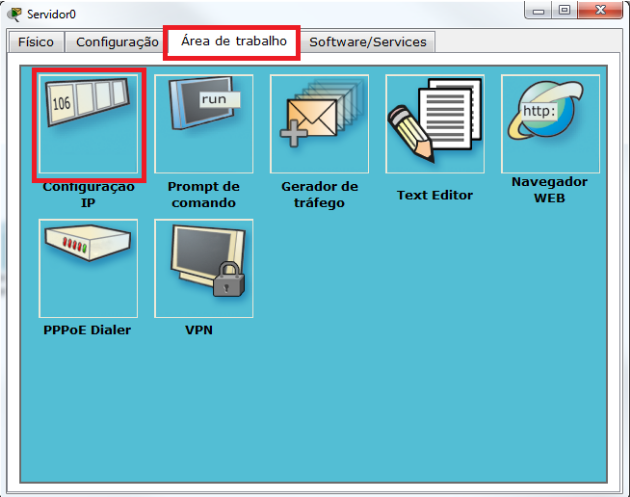 Servidor0
Físico Configuração Área de trabalho Software/Services
106 run http:
Configuração Prompt de Gerador de Text Editor Navegador
IP comando tráfego WEB
PPPoE Dialer VPN